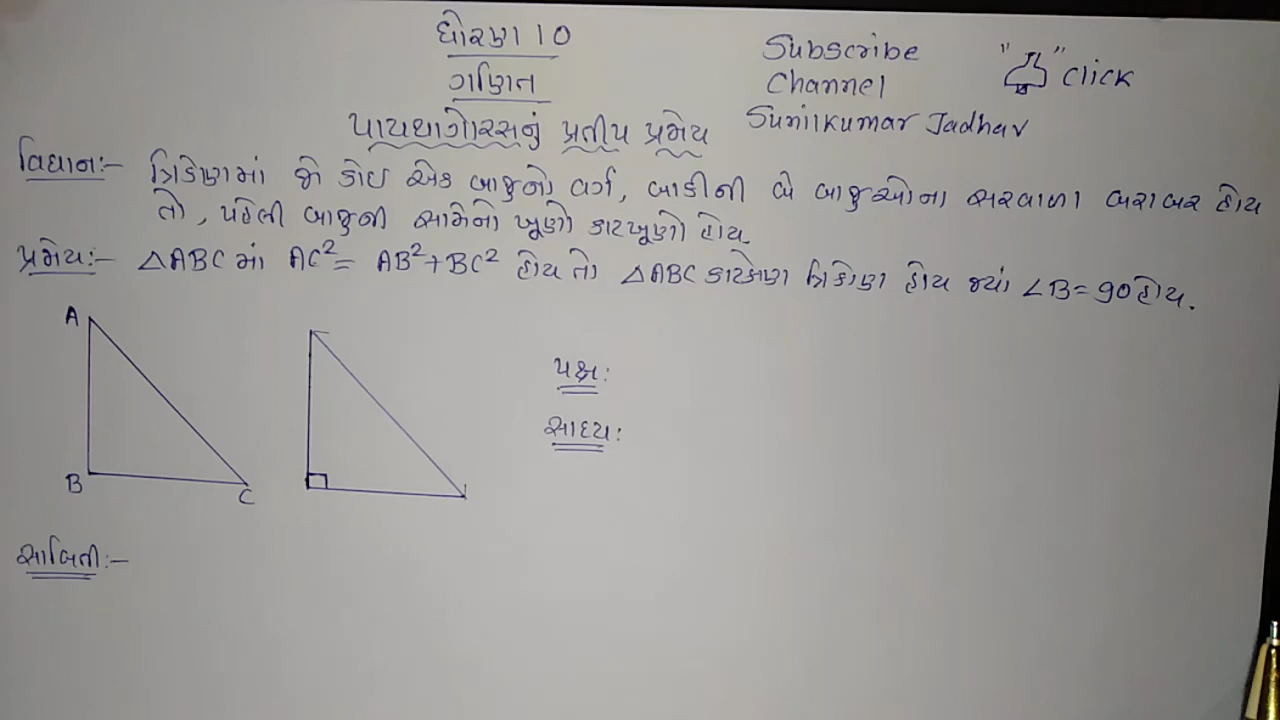 ધોરણ 10
ગણિત
પાયથાગોરસનું પ્રતીપ પ્રમેય
Subscribe
Channel
Sunilkumar Jadhav
" " click
વિધાન:- ત્રિકોણમાં જો કોઇ એક બાજુનો વર્ગ, બાકીની બે બાજુઓના સરવાળા બરાબર હોય
તો, પહેલી બાજુની સામેનો ખૂણો કાટખૂણો હોય.
પ્રમેય:- △ABC માં AC² = AB² + BC² હોય તો △ABC કાટકોણ ત્રિકોણ હોય જ્યાં ∠B = 90 હોય.
A
B
C
પક્ષ:
સાધ્ય:
સાબિતી:-